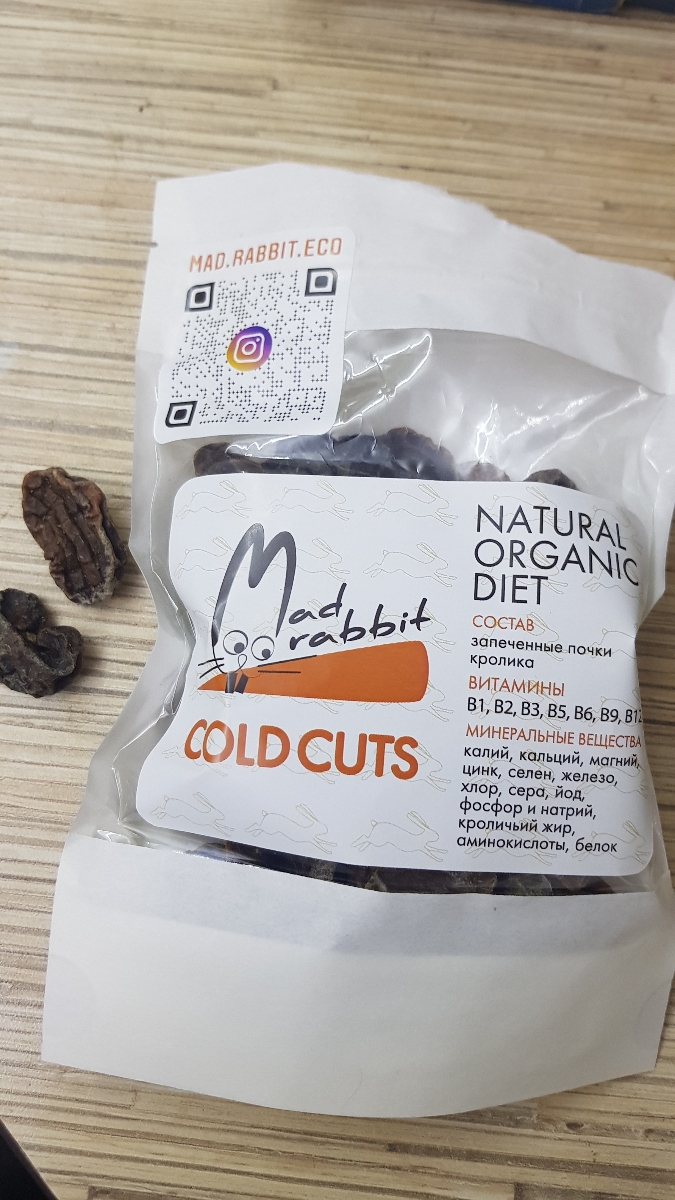 MAD.RABBIT.ECO
Mad
rabbit
COLD CUTS
NATURAL
ORGANIC
DIET
СОСТАВ
запеченные почки
кролика
ВИТАМИНЫ
B1, B2, B3, B5, B6, B9, B12
МИНЕРАЛЬНЫЕ ВЕЩЕСТВА
калий, кальций, магний,
цинк, селен, железо,
хлор, сера, йод,
фосфор и натрий,
кроличьий жир,
аминокислоты, белок